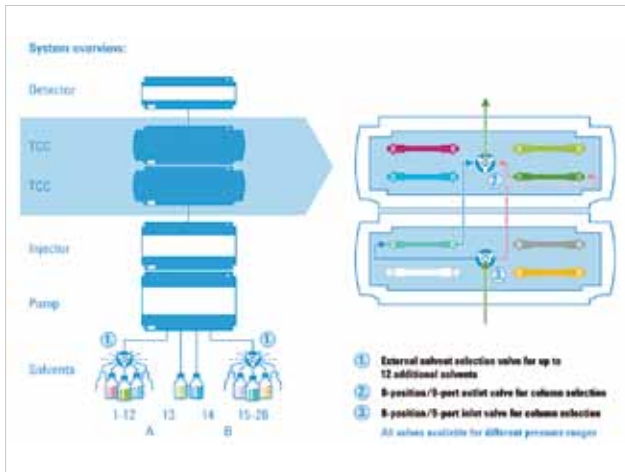 System overview:
Detector
TCC
TCC
Injector
Pump
Solvents
1
1
1-12
13
14
15-26
A
B
2
3
1 External solvent selection valve for up to
12 additional solvents
2 8-position/9-port outlet valve for column selection
3 8-position/9-port inlet valve for column selection
All valves available for different pressure ranges